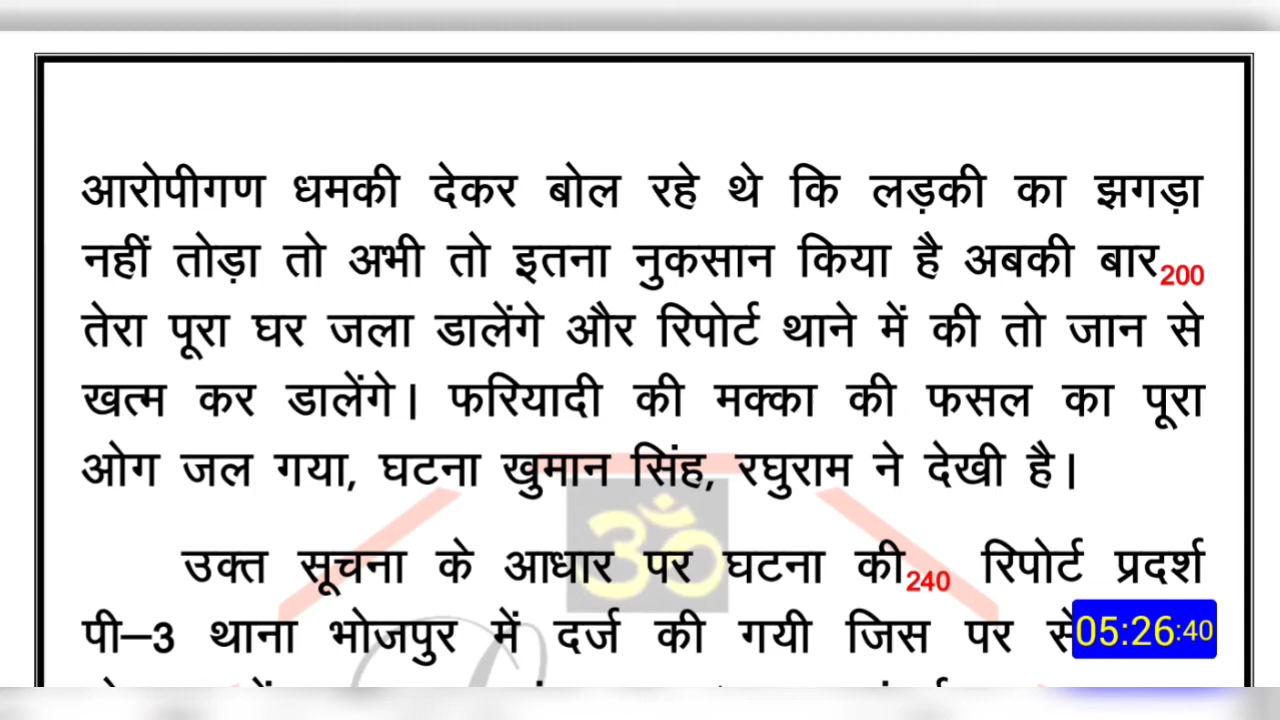 आरोपीगण धमकी देकर बोल रहे थे कि लड़की का झगड़ा
नहीं तोड़ा तो अभी तो इतना नुकसान किया है अबकी बार200
तेरा पूरा घर जला डालेंगे और रिपोर्ट थाने में की तो जान से
खत्म कर डालेंगे। फरियादी की मक्का की फसल का पूरा
ओग जल गया, घटना खुमान सिंह, रघुराम ने देखी है।
ॐ
उक्त सूचना के आधार पर घटना की240 रिपोर्ट प्रदर्श
पी–3 थाना भोजपुर में दर्ज की गयी जिस पर से
05:26:40